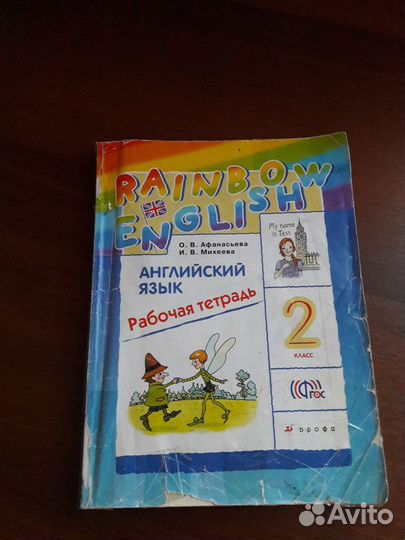 RAINBOW
ENGLISH
О. В. Афанасьева
И. В. Михеева
My name
is Tess
АНГЛИЙСКИЙ
ЯЗЫК
Рабочая тетрадь
2
КЛАСС
ФГОС
дрофа
Avito